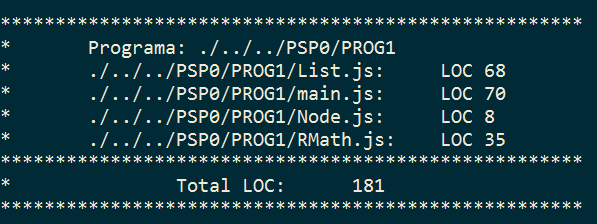 *****************************************************
* Programa: ./../../PSP0/PROG1
* ./../../PSP0/PROG1/List.js: LOC 68
* ./../../PSP0/PROG1/main.js: LOC 70
* ./../../PSP0/PROG1/Node.js: LOC 8
* ./../../PSP0/PROG1/RMath.js: LOC 35
*****************************************************
* Total LOC: 181
*****************************************************